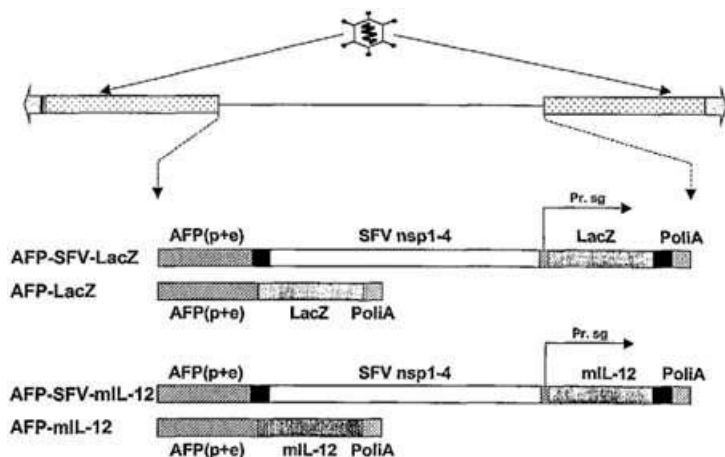 Pr. sg
AFP(p+e) SFV nsp1-4 LacZ PoliA
AFP-SFV-LacZ
AFP-LacZ
AFP(p+e) LacZ PoliA
Pr. sg
AFP(p+e) SFV nsp1-4 mIL-12 PoliA
AFP-SFV-mIL-12
AFP-mIL-12
AFP(p+e) mIL-12 PoliA